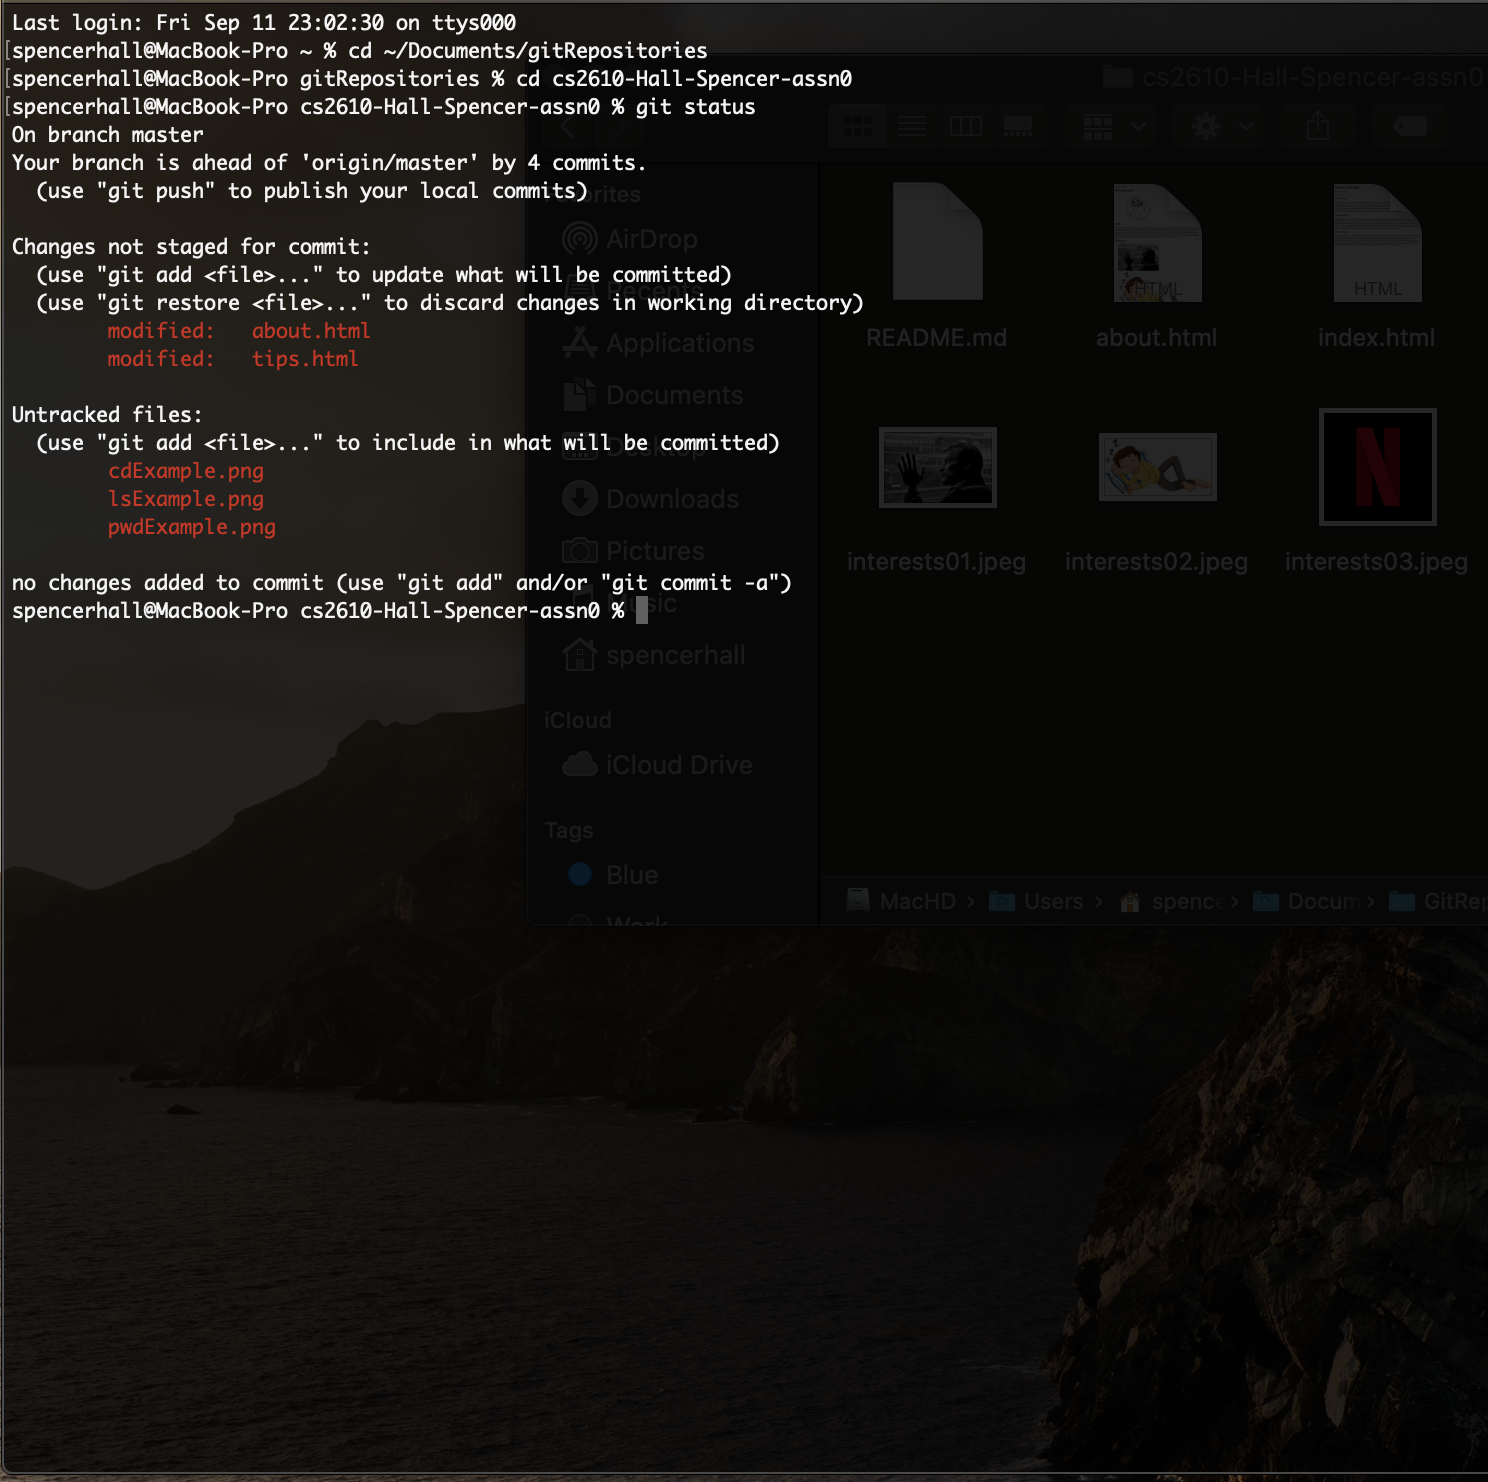 Last login: Fri Sep 11 23:02:30 on ttys000
[spencerhall@MacBook-Pro ~ % cd ~/Documents/gitRepositories
[spencerhall@MacBook-Pro gitRepositories % cd cs2610-Hall-Spencer-assn0
[spencerhall@MacBook-Pro cs2610-Hall-Spencer-assn0 % git status
On branch master
Your branch is ahead of 'origin/master' by 4 commits.
  (use "git push" to publish your local commits)
Changes not staged for commit:
  (use "git add <file>..." to update what will be committed)
  (use "git restore <file>..." to discard changes in working directory)
        modified:   about.html
        modified:   tips.html
Untracked files:
  (use "git add <file>..." to include in what will be committed)
        cdExample.png
        lsExample.png
        pwdExample.png
no changes added to commit (use "git add" and/or "git commit -a")
spencerhall@MacBook-Pro cs2610-Hall-Spencer-assn0 %
cs2610-Hall-Spencer-assn0
Favorites
AirDrop
Recents
Applications
Documents
Desktop
Downloads
Pictures
Music
spencerhall
iCloud
iCloud Drive
Tags
Blue
Work
README.md
HTML
about.html
HTML
index.html
interests01.jpeg
interests02.jpeg
N
interests03.jpeg
MacHD › Users › spence › Docum › GitRep